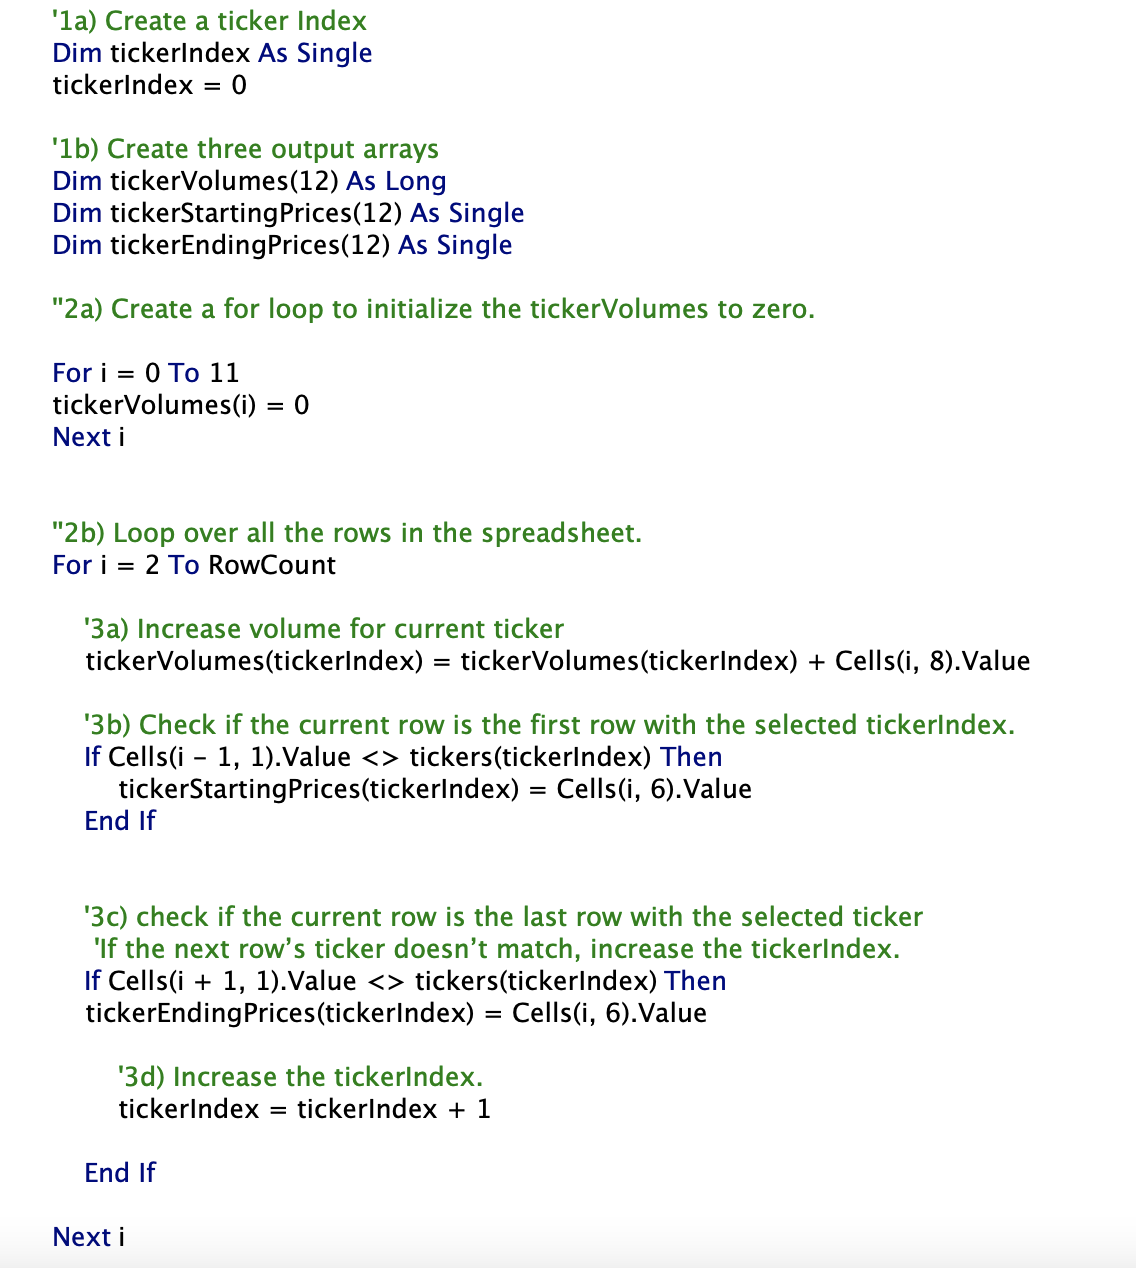 '1a) Create a ticker Index
Dim tickerIndex As Single
tickerIndex = 0
'1b) Create three output arrays
Dim tickerVolumes(12) As Long
Dim tickerStartingPrices(12) As Single
Dim tickerEndingPrices(12) As Single
"2a) Create a for loop to initialize the tickerVolumes to zero.
For i = 0 To 11
tickerVolumes(i) = 0
Next i
"2b) Loop over all the rows in the spreadsheet.
For i = 2 To RowCount
'3a) Increase volume for current ticker
tickerVolumes(tickerIndex) = tickerVolumes(tickerIndex) + Cells(i, 8).Value
'3b) Check if the current row is the first row with the selected tickerIndex.
If Cells(i - 1, 1).Value <> tickers(tickerIndex) Then
tickerStartingPrices(tickerIndex) = Cells(i, 6).Value
End If
'3c) check if the current row is the last row with the selected ticker
'If the next row’s ticker doesn’t match, increase the tickerIndex.
If Cells(i + 1, 1).Value <> tickers(tickerIndex) Then
tickerEndingPrices(tickerIndex) = Cells(i, 6).Value
'3d) Increase the tickerIndex.
tickerIndex = tickerIndex + 1
End If
Next i